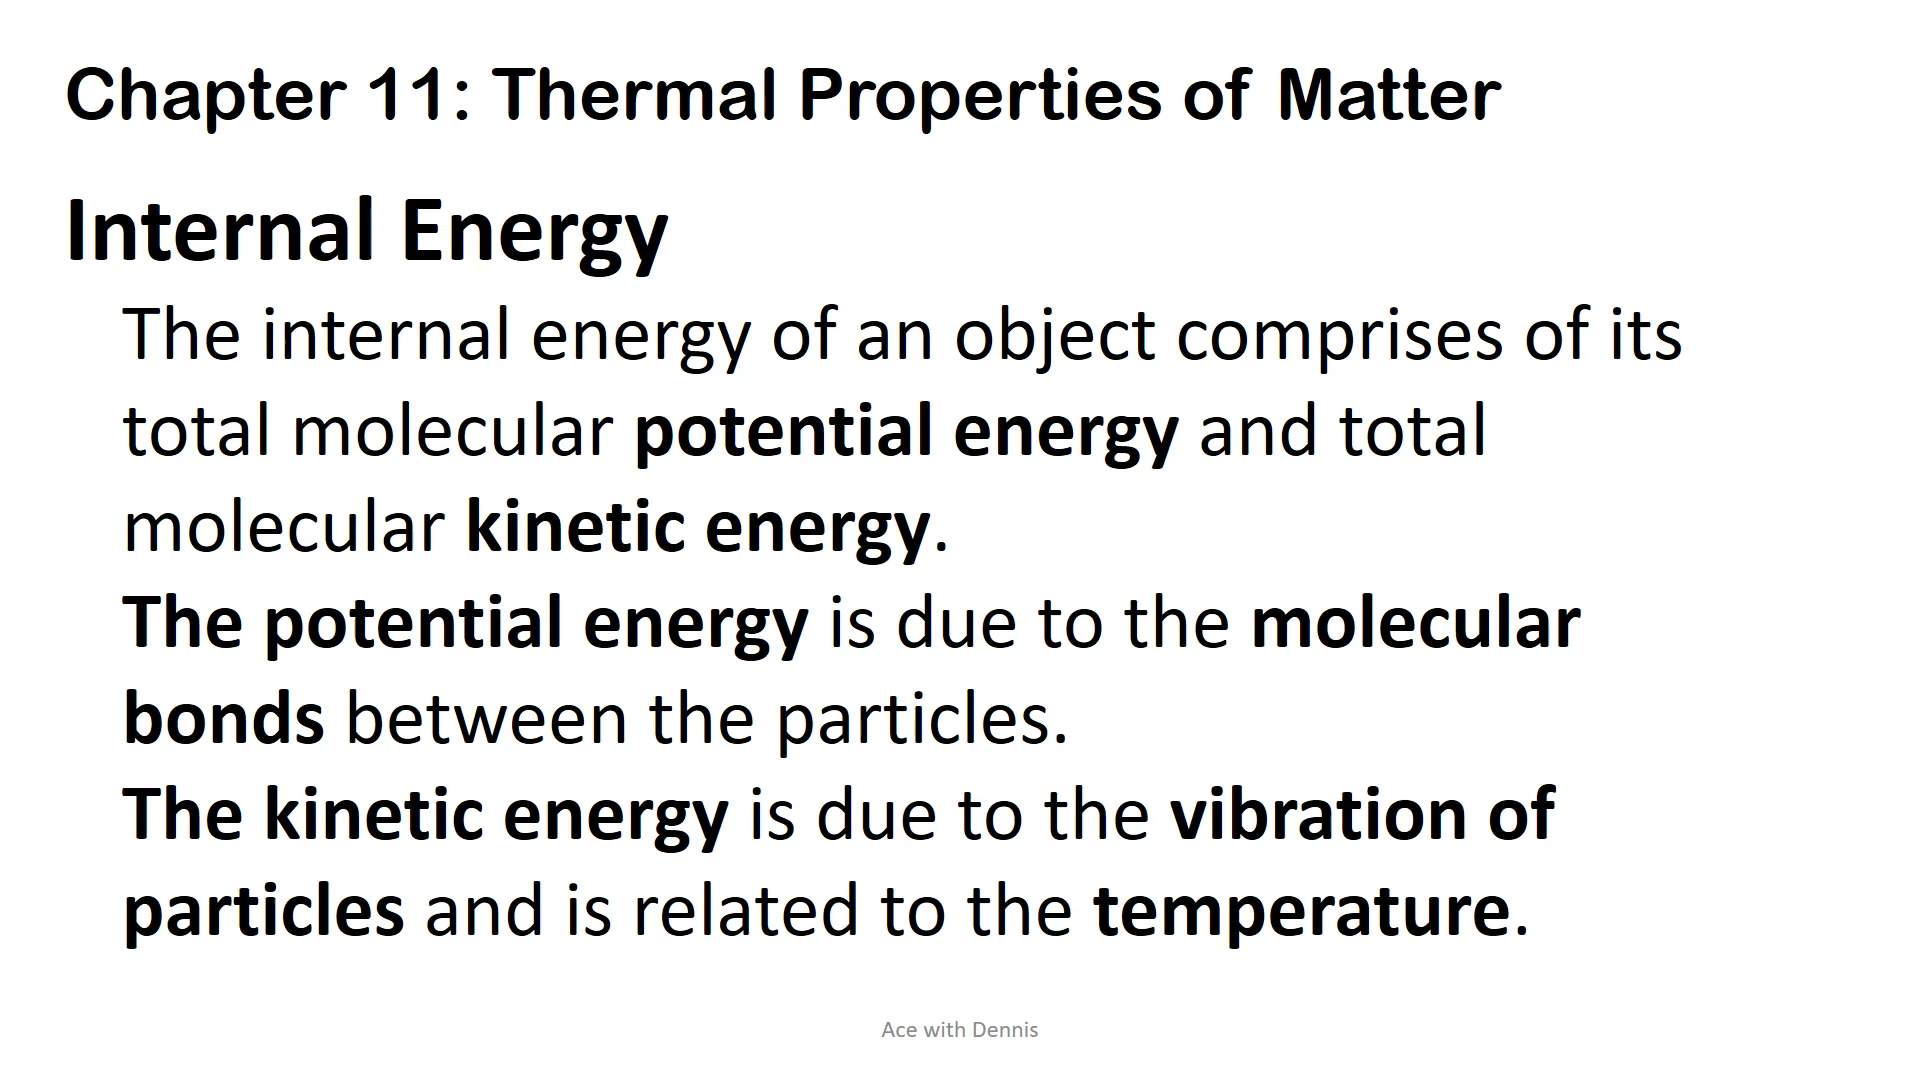 Chapter 11: Thermal Properties of Matter
Internal Energy
The internal energy of an object comprises of its
total molecular potential energy and total
molecular kinetic energy.
The potential energy is due to the molecular
bonds between the particles.
The kinetic energy is due to the vibration of
particles and is related to the temperature.
Ace with Dennis